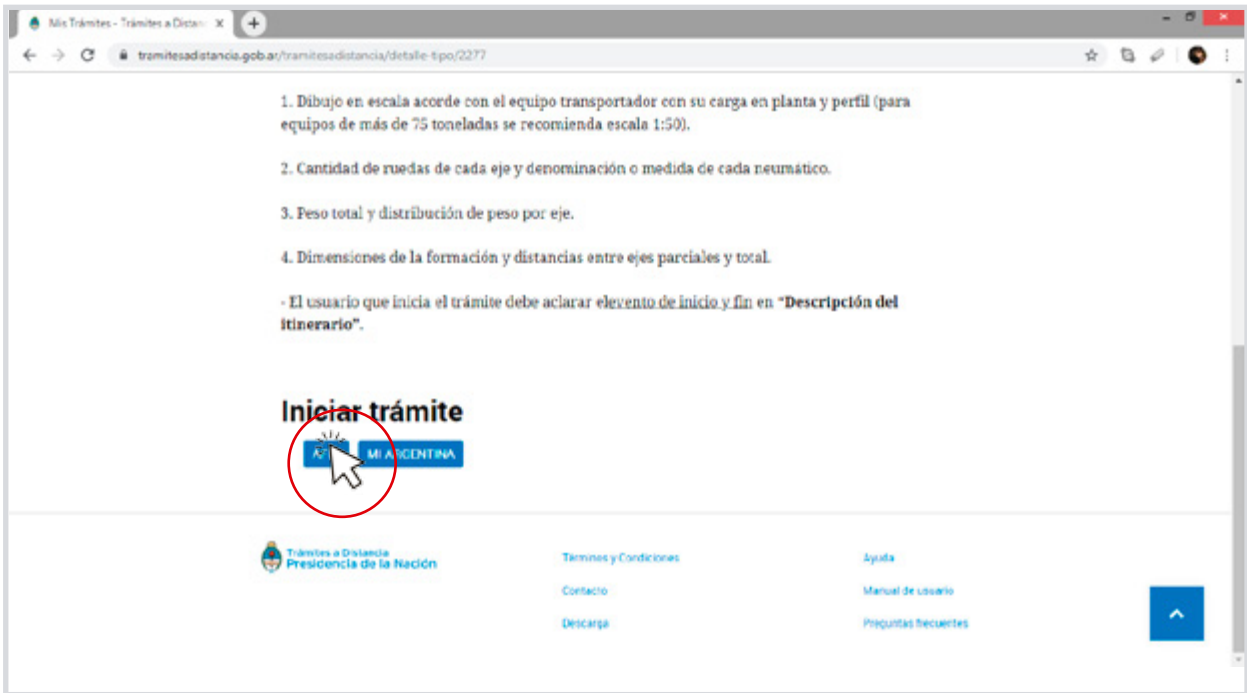 Mis Trámites - Trámites a Distan
tramitesadistancia.gob.ar/tramitesadistancia/detalle-tipo/2277
1. Dibujo en escala acorde con el equipo transportador con su carga en planta y perfil (para
equipos de más de 75 toneladas se recomienda escala 1:50).
2. Cantidad de ruedas de cada eje y denominación o medida de cada neumático.
3. Peso total y distribución de peso por eje.
4. Dimensiones de la formación y distancias entre ejes parciales y total.
- El usuario que inicia el trámite debe aclarar elevento de inicio y fin en "Descripción del
itinerario".
Iniciar trámite
MI ARGENTINA
Trámites a Distancia
Presidencia de la Nación
Términos y Condiciones
Contacto
Descarga
Ayuda
Manual de usuario
Preguntas frecuentes